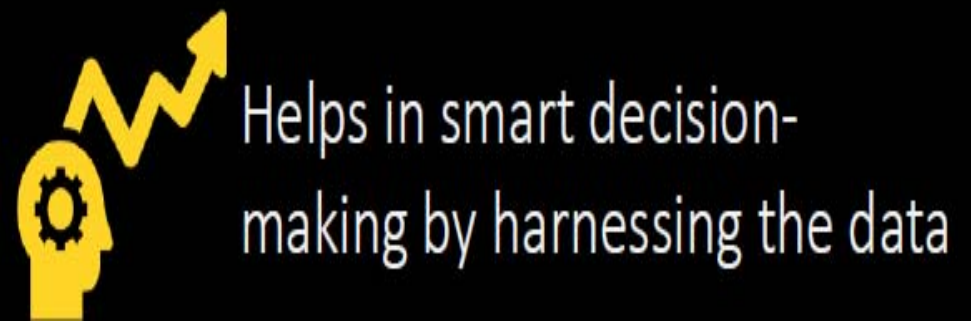 Helps in smart decision-
making by harnessing the data